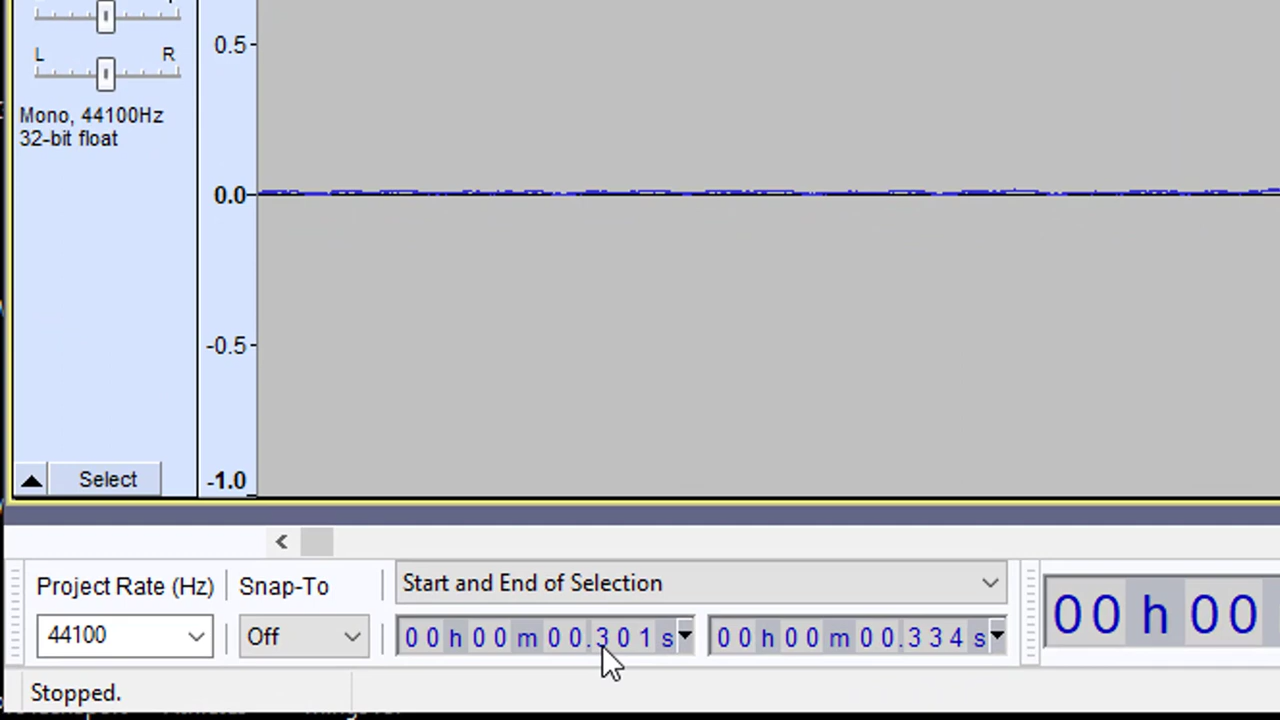 0.5
L R
Mono, 44100Hz
32-bit float
0.0
-0.5
Select
-1.0
Project Rate (Hz) Snap-To Start and End of Selection
44100 Off 00 h 00 m 00.301 s 00 h 00 m 00.334 s 00 h 00
Stopped.